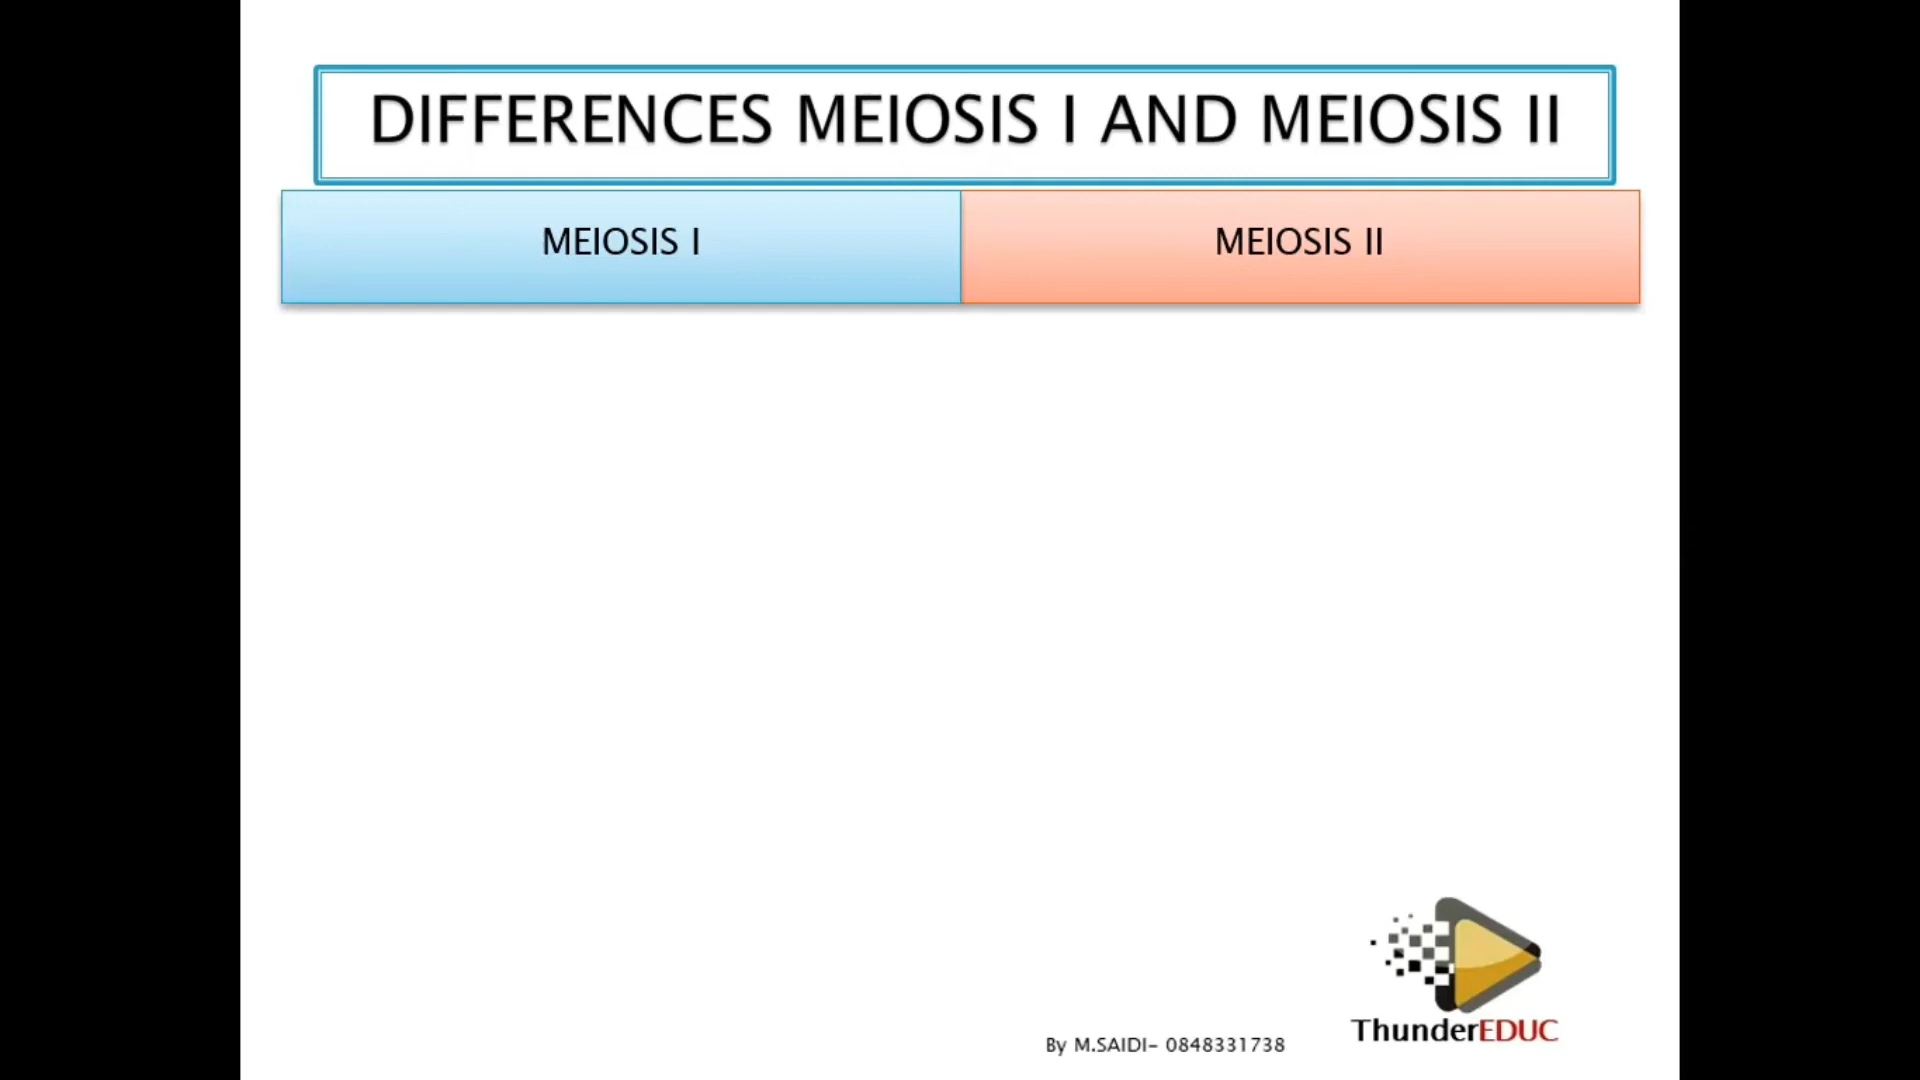 DIFFERENCES MEIOSIS I AND MEIOSIS II
MEIOSIS I
MEIOSIS II
By M.SAIDI- 0848331738
ThunderEDUC